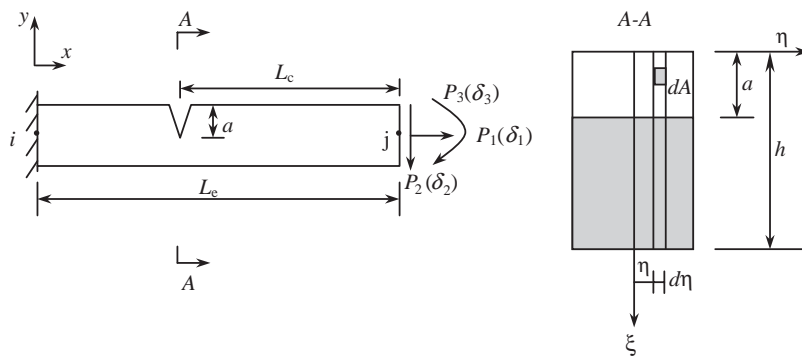 y
x
A
L_c
a
i
j
P_3(δ_3)
P_1(δ_1)
P_2(δ_2)
L_e
A
A-A
η
dA
a
h
η
dη
ξ